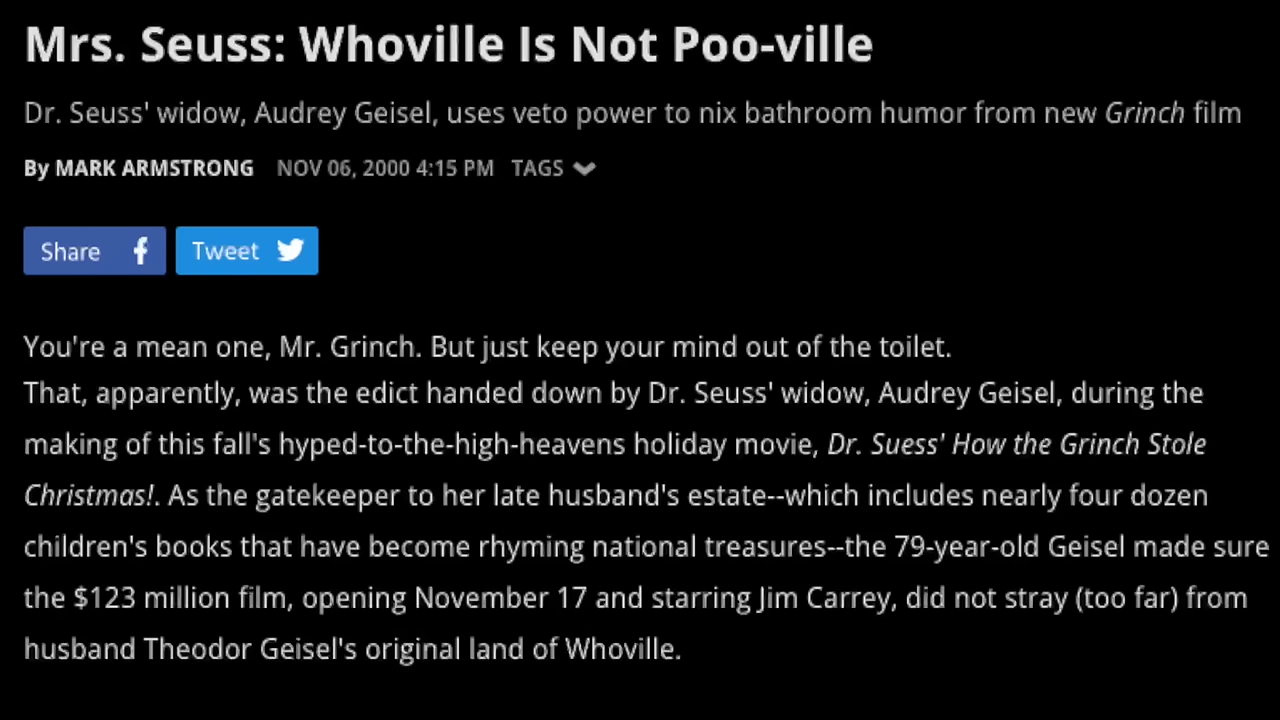 Mrs. Seuss: Whoville Is Not Poo-ville
Dr. Seuss' widow, Audrey Geisel, uses veto power to nix bathroom humor from new Grinch film
By MARK ARMSTRONG NOV 06, 2000 4:15 PM TAGS
Share f Tweet
You're a mean one, Mr. Grinch. But just keep your mind out of the toilet.
That, apparently, was the edict handed down by Dr. Seuss' widow, Audrey Geisel, during the
making of this fall's hyped-to-the-high-heavens holiday movie, Dr. Suess' How the Grinch Stole
Christmas!. As the gatekeeper to her late husband's estate--which includes nearly four dozen
children's books that have become rhyming national treasures--the 79-year-old Geisel made sure
the $123 million film, opening November 17 and starring Jim Carrey, did not stray (too far) from
husband Theodor Geisel's original land of Whoville.